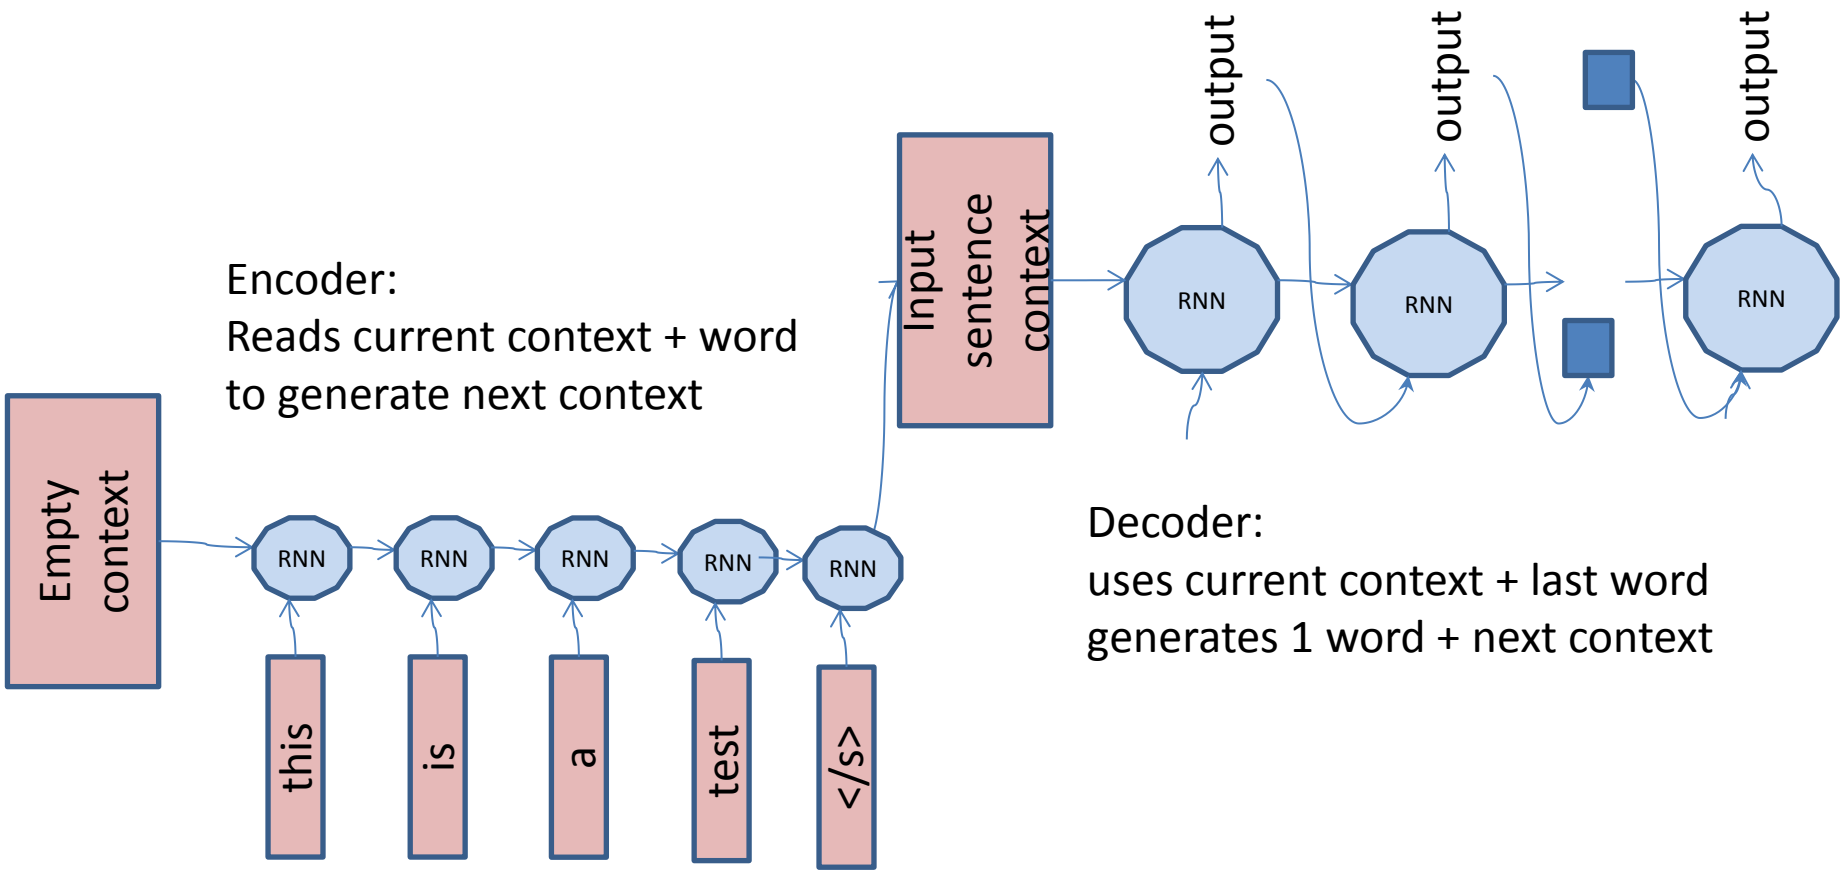 output
output
output
Input
sentence
context
Encoder:
Reads current context + word
to generate next context
RNN
RNN
RNN
Empty
context
RNN
RNN
RNN
RNN
RNN
Decoder:
uses current context + last word
generates 1 word + next context
this
is
a
test
</s>